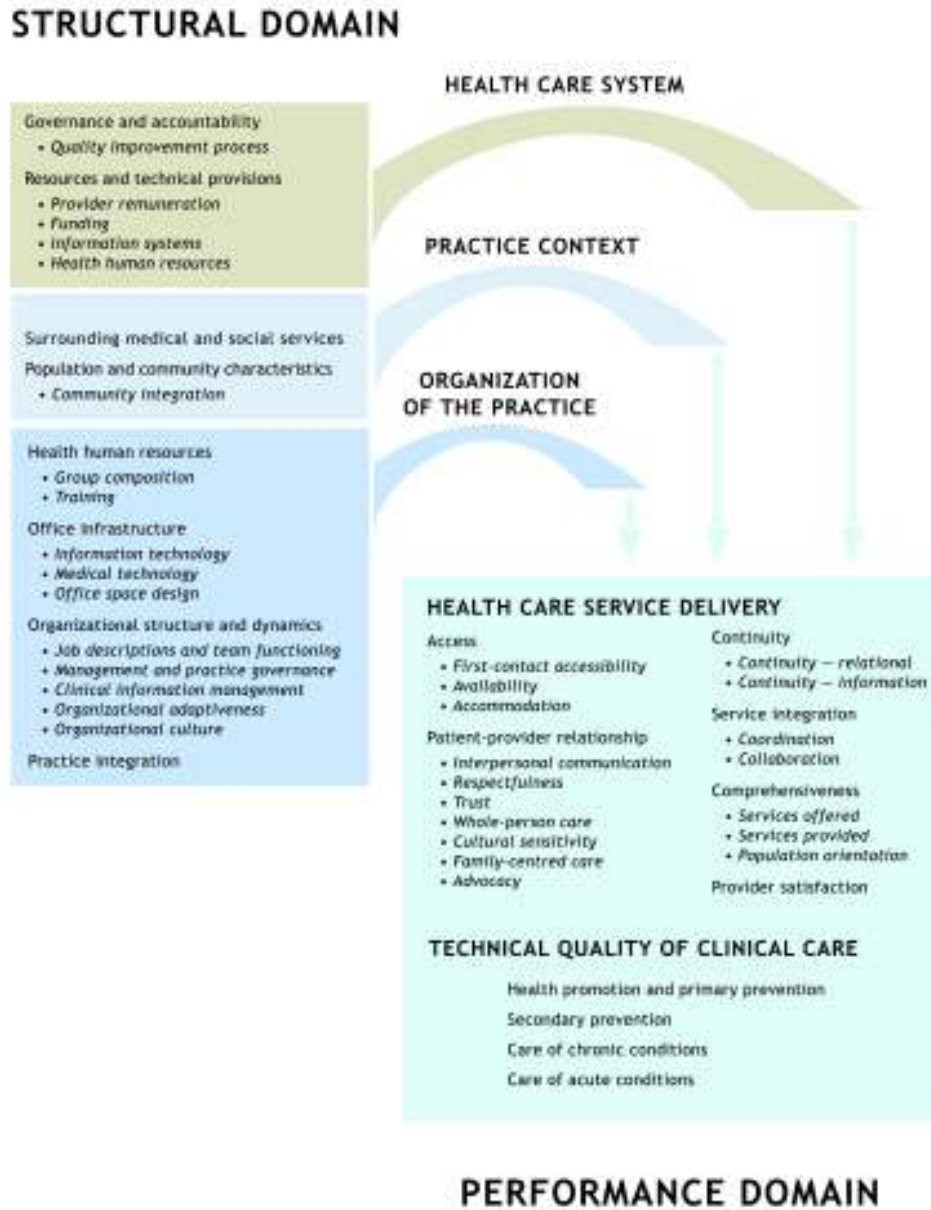 STRUCTURAL DOMAIN
HEALTH CARE SYSTEM
Governance and accountability
• Quality improvement process
Resources and technical provisions
• Provider remuneration
• Funding
• Information systems
• Health human resources
PRACTICE CONTEXT
Surrounding medical and social services
Population and community characteristics
• Community integration
ORGANIZATION
OF THE PRACTICE
Health human resources
• Group composition
• Training
Office infrastructure
• Information technology
• Medical technology
• Office space design
Organizational structure and dynamics
• Job descriptions and team functioning
• Management and practice governance
• Clinical information management
• Organizational adaptiveness
• Organizational culture
Practice integration
HEALTH CARE SERVICE DELIVERY
Access
• First-contact accessibility
• Availability
• Accommodation
Patient-provider relationship
• Interpersonal communication
• Respectfulness
• Trust
• Whole-person care
• Cultural sensitivity
• Family-centred care
• Advocacy
Continuity
• Continuity — relational
• Continuity — information
Service integration
• Coordination
• Collaboration
Comprehensiveness
• Services offered
• Services provided
• Population orientation
Provider satisfaction
TECHNICAL QUALITY OF CLINICAL CARE
Health promotion and primary prevention
Secondary prevention
Care of chronic conditions
Care of acute conditions
PERFORMANCE DOMAIN